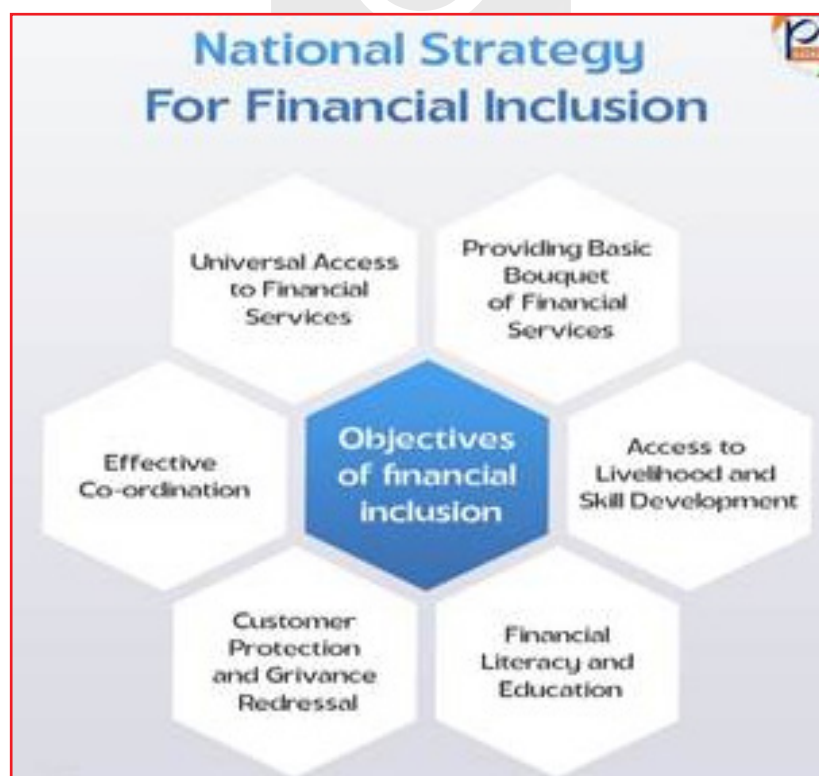 National Strategy
For Financial Inclusion
Universal Access
to Financial
Services
Providing Basic
Bouquet
of Financial
Services
Effective
Co-ordination
Objectives
of financial
inclusion
Access to
Livelihood and
Skill Development
Customer
Protection
and Grivance
Redressal
Financial
Literacy and
Education